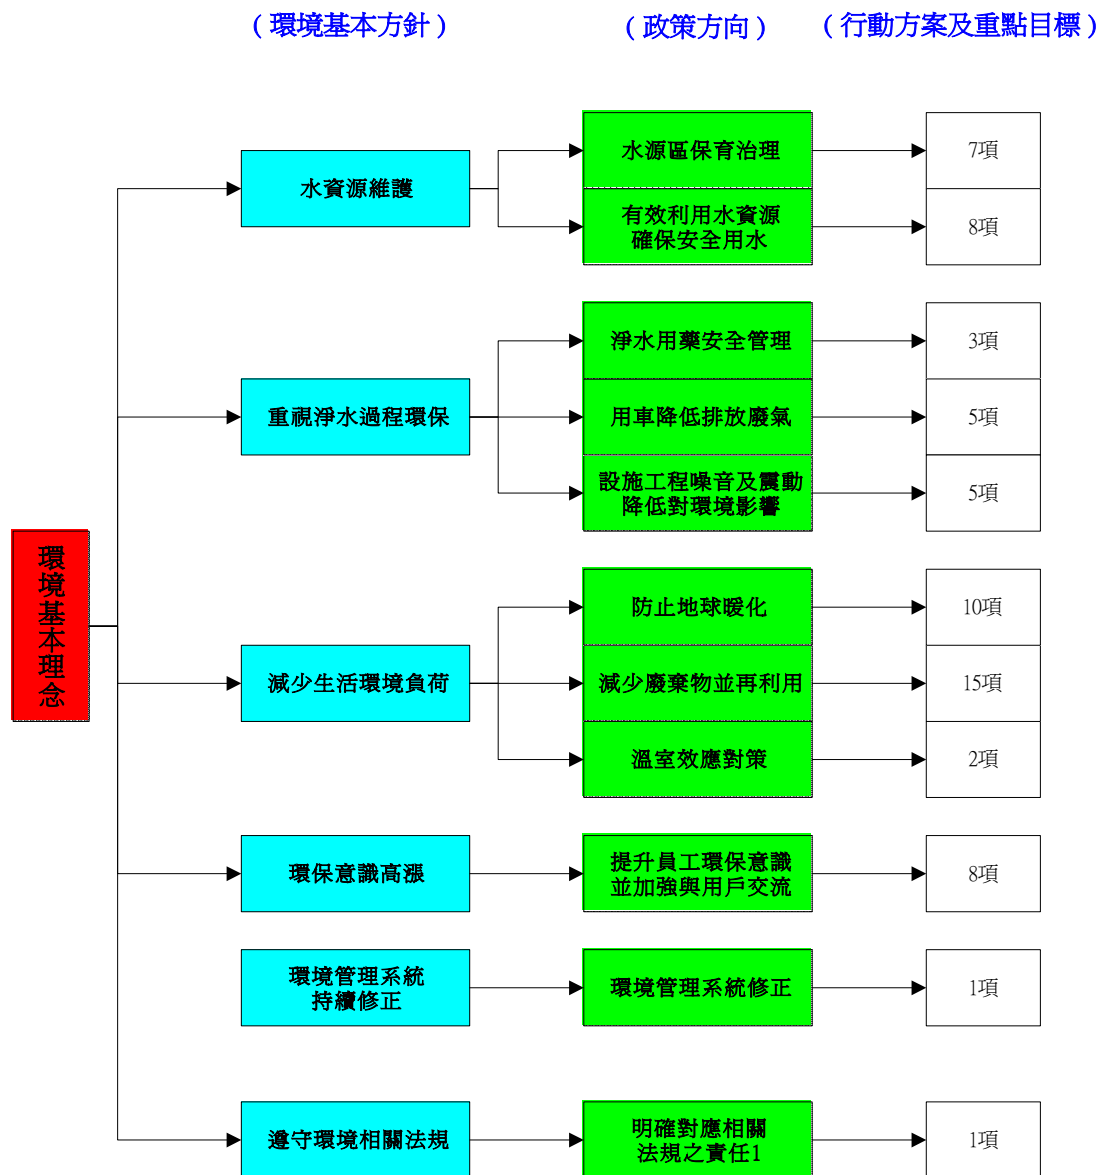 (環境基本方針)
(政策方向)
(行動方案及重點目標)
水源區保育治理
7項
水資源維護
有效利用水資源
確保安全用水
8項
淨水用藥安全管理
3項
重視淨水過程環保
用車降低排放廢氣
5項
設施工程噪音及震動
降低對環境影響
5項
環境基本理念
防止地球暖化
10項
減少生活環境負荷
減少廢棄物並再利用
15項
溫室效應對策
2項
環保意識高漲
提升員工環保意識
並加強與用戶交流
8項
環境管理系統
持續修正
環境管理系統修正
1項
遵守環境相關法規
明確對應相關
法規之責任1
1項